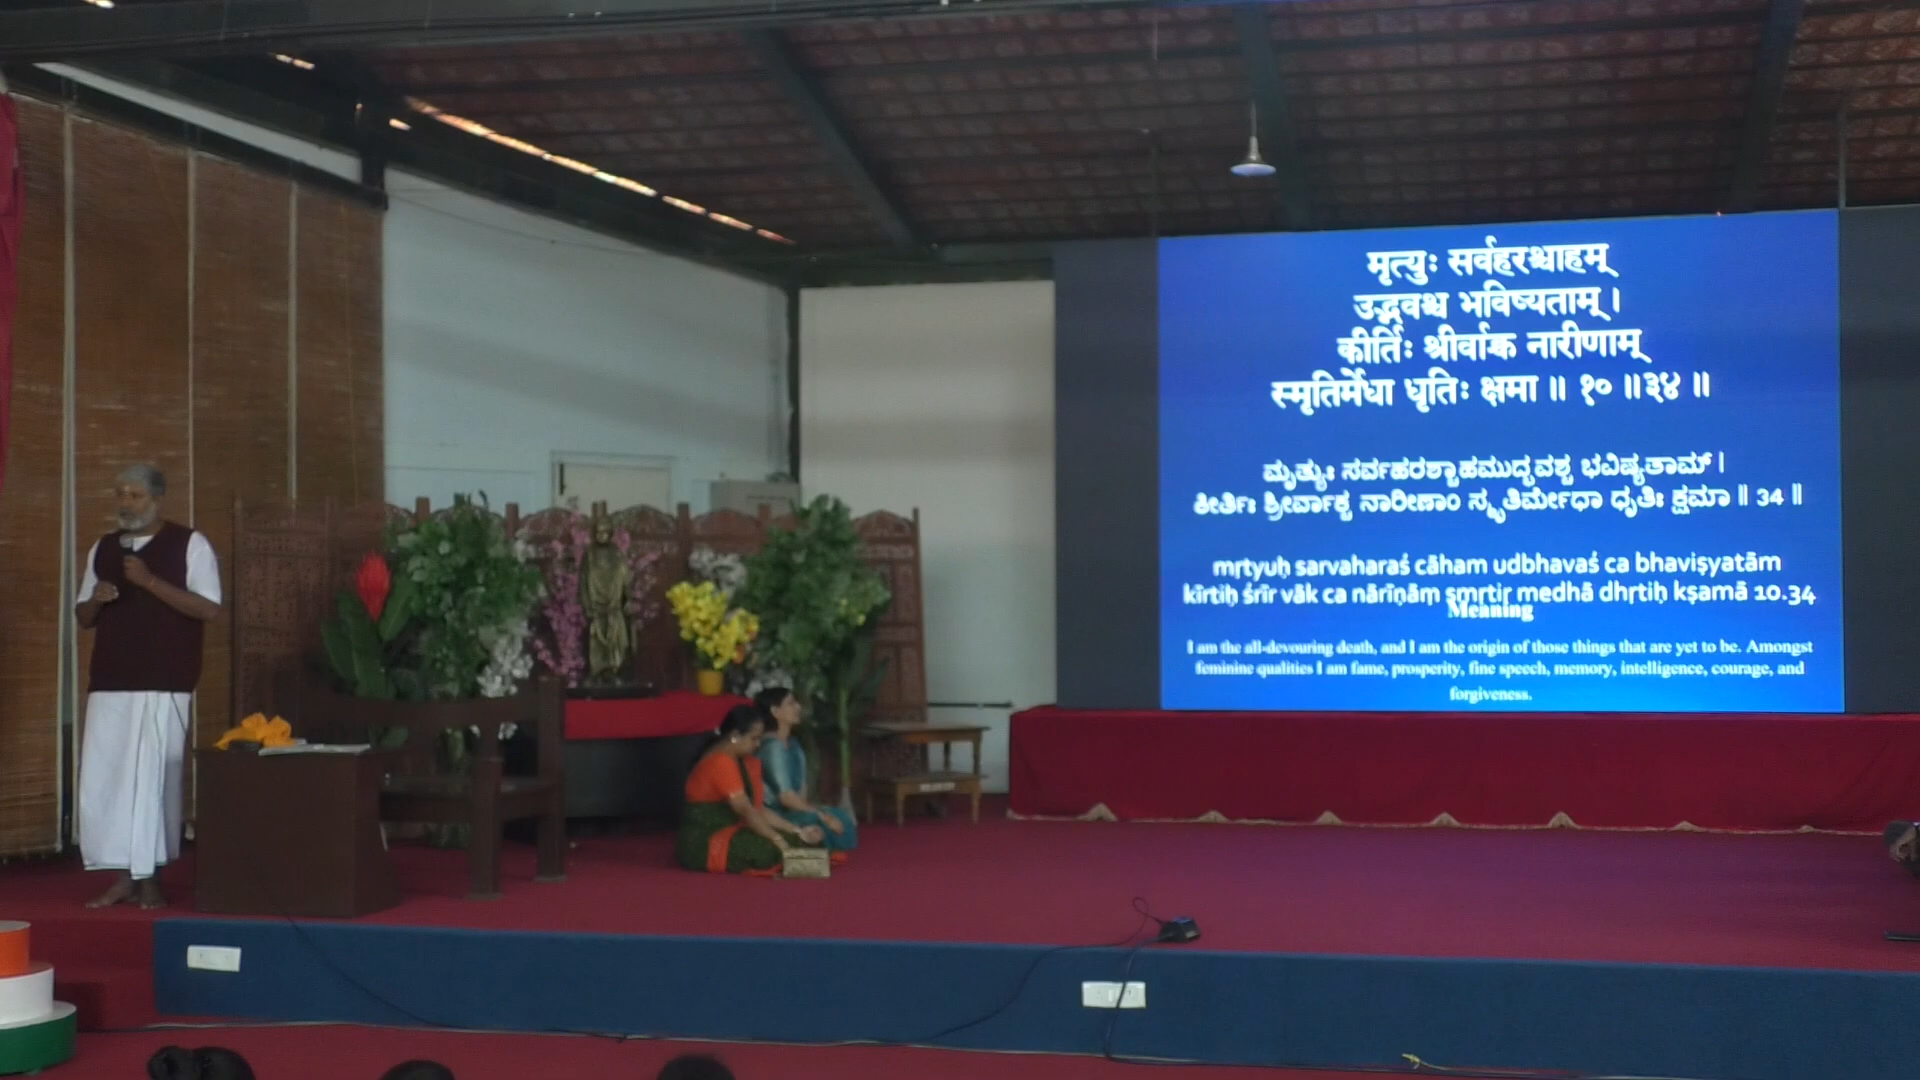 मृत्युः सर्वहरश्चाहम्
उद्भवश्च भविष्यताम् ।
कीर्तिः श्रीर्वाक्च नारीणाम्
स्मृतिर्मेधा धृतिः क्षमा ॥ १० ॥३४ ॥
ಮೃತ್ಯುಃ ಸರ್ವಹರಶ್ಚಾಹಮುದ್ಭವಶ್ಚ ಭವಿಷ್ಯತಾಮ್ ।
ಕೀರ್ತಿಃ ಶ್ರೀರ್ವಾಕ್ಚ ನಾರೀಣಾಂ ಸ್ಮೃತಿರ್ಮೇಧಾ ಧೃತಿಃ ಕ್ಷಮಾ ॥ 34 ॥
mṛtyuḥ sarvaharaś cāham udbhavaś ca bhaviṣyatām
kīrtiḥ śrīr vāk ca nārīṇāṃ smṛtir medhā dhṛtiḥ kṣamā 10.34
Meaning
I am the all-devouring death, and I am the origin of those things that are yet to be. Amongst
feminine qualities I am fame, prosperity, fine speech, memory, intelligence, courage, and
forgiveness.